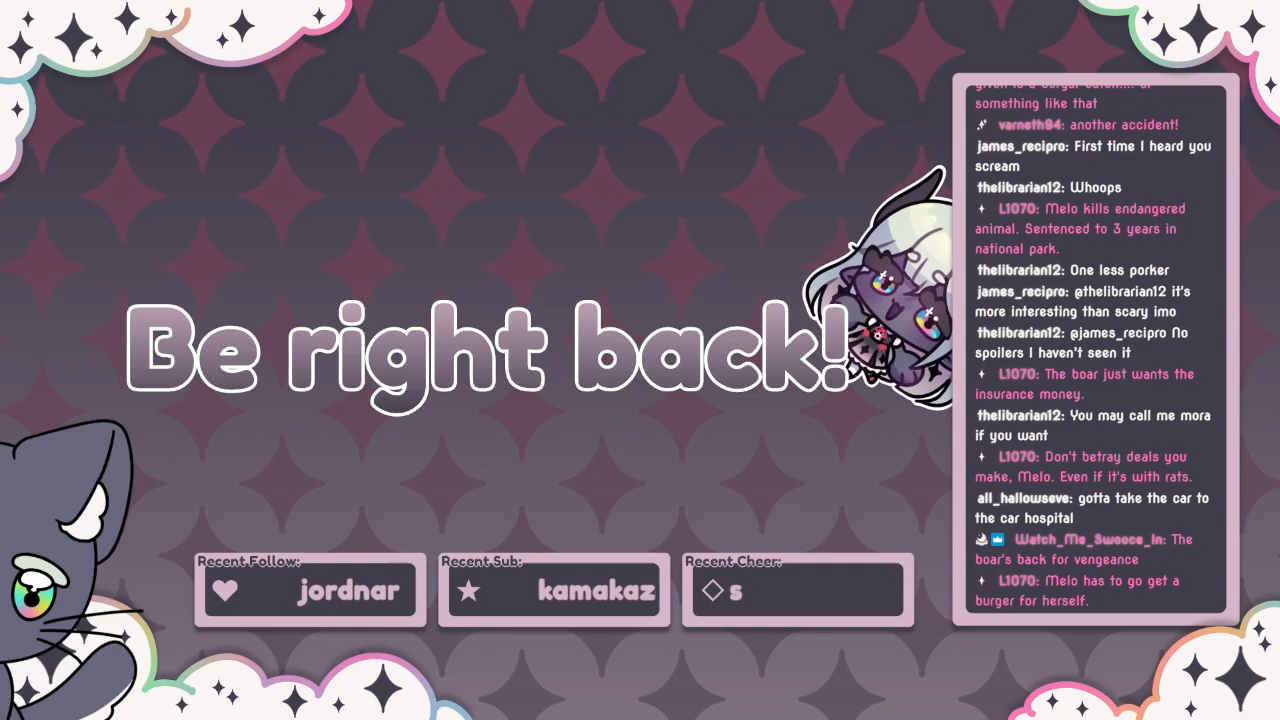 something like that
varneth94: another accident!
james_recipro: First time I heard you
scream
thelibrarian12: Whoops
L1070: Melo kills endangered
animal. Sentenced to 3 years in
national park.
thelibrarian12: One less porker
james_recipro: @thelibrarian12 it's
more interesting than scary imo
thelibrarian12: @james_recipro No
spoilers I haven't seen it
L1070: The boar just wants the
insurance money.
thelibrarian12: You may call me mora
if you want
L1070: Don't betray deals you
make, Melo. Even if it's with rats.
all_hallowseve: gotta take the car to
the car hospital
Watch_Me_Swooce_In: The
boar's back for vengeance
L1070: Melo has to go get a
burger for herself.
Be right back!
Recent Follow:
jordnar
Recent Sub:
kamakaz
Recent Cheer:
s